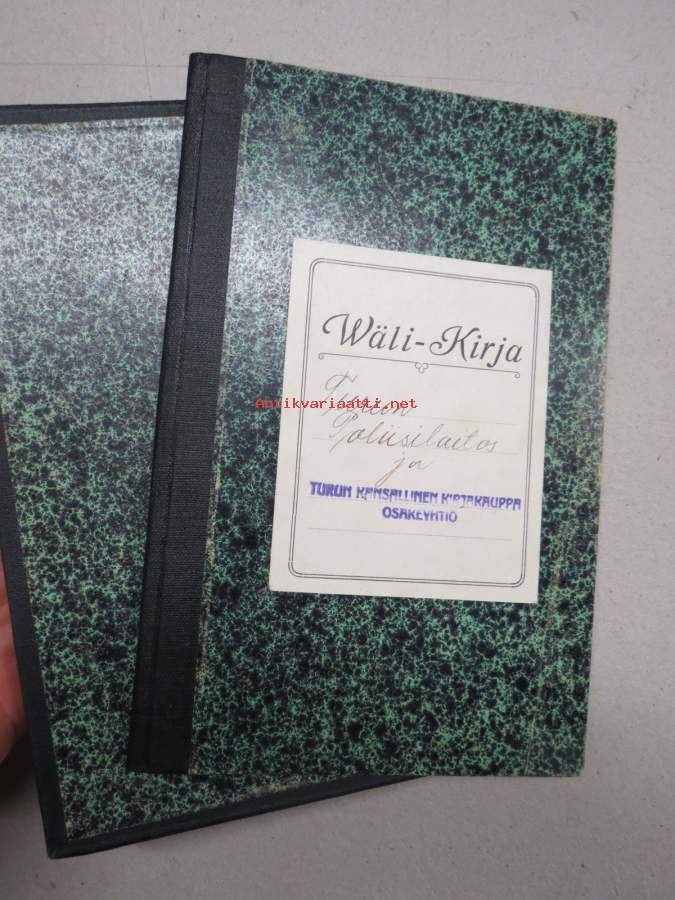 Wäli-Kirja
Turun
Antikvariaatti.net
Poliisilaitos
ja
TURUN KANSALLINEN KIRJAKAUPPA
OSAKEYHTIÖ